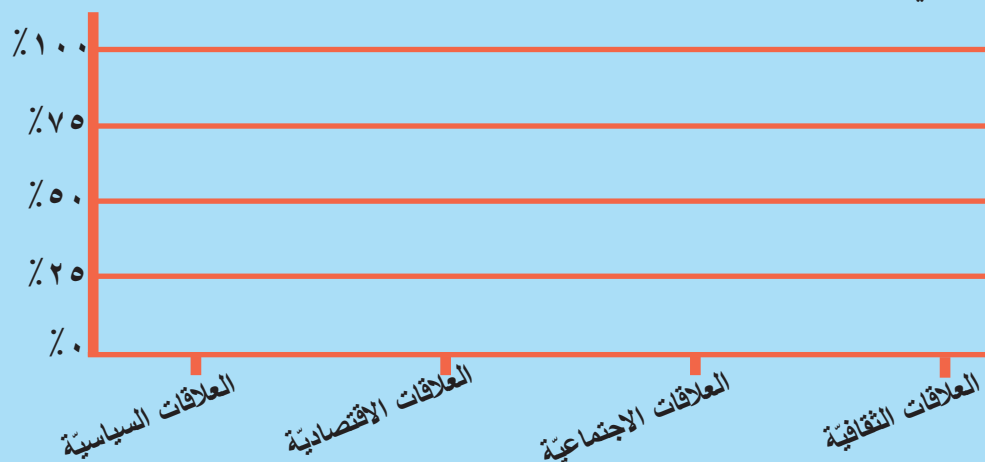 ٪١٠٠
٪٧٥
٪٥٠
٪٢٥
٪٠
العلاقات السياسيّة
العلاقات الاقتصاديّة
العلاقات الاجتماعيّة
العلاقات الثقافيّة